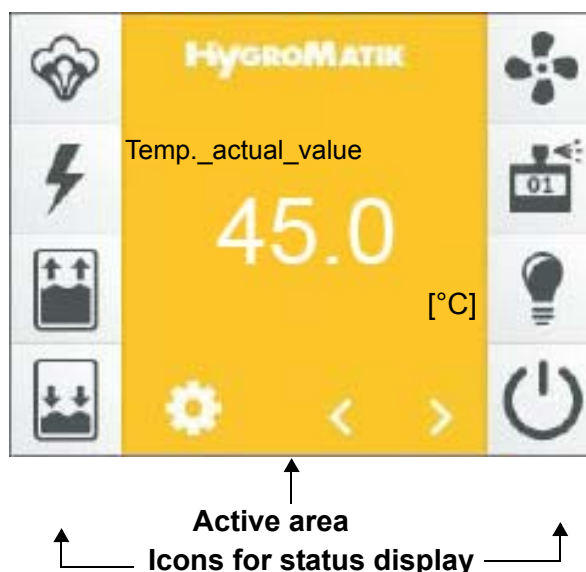 HYGROMATIK
Temp._actual_value
01
45.0
[°C]
Active area
Icons for status display